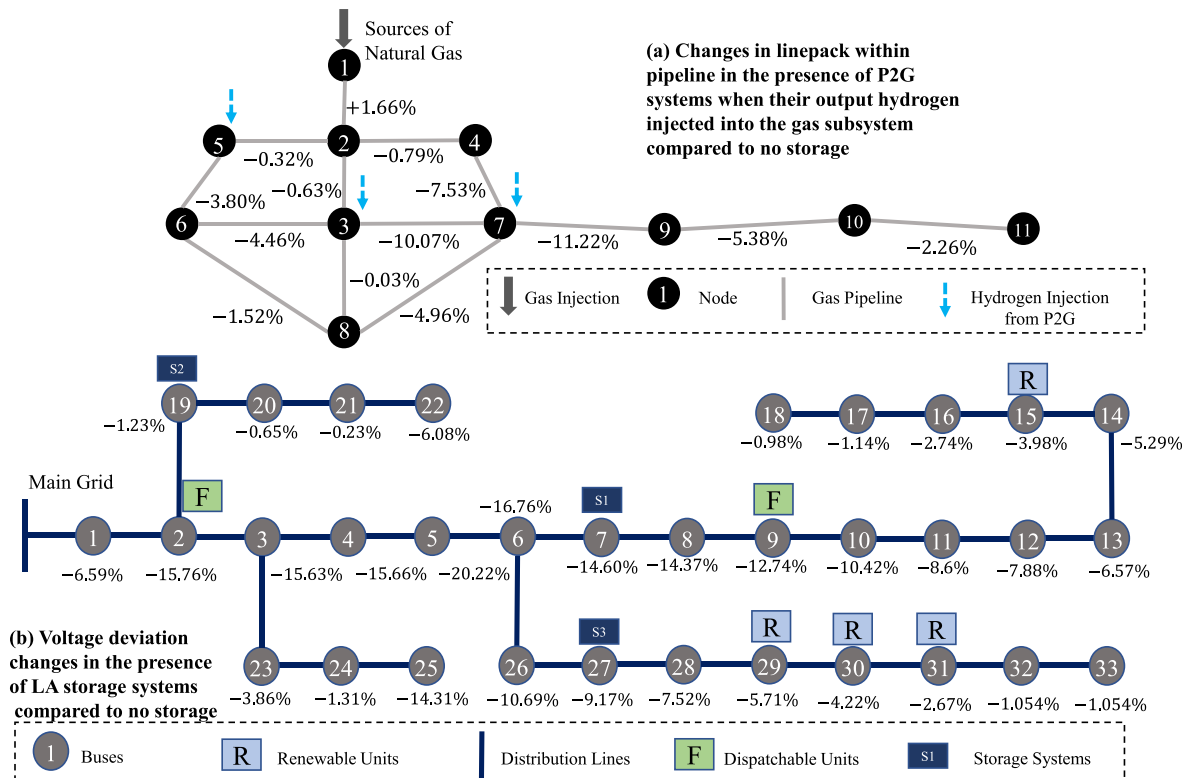 Sources of
Natural Gas
(a) Changes in linepack within
pipeline in the presence of P2G
systems when their output hydrogen
injected into the gas subsystem
compared to no storage
1
+1.66%
5
2
4
−0.32%
−0.79%
−3.80%
−0.63%
−7.53%
6
3
7
9
10
11
−4.46%
−10.07%
−11.22%
−5.38%
−2.26%
−0.03%
−1.52%
−4.96%
8
Gas Injection
1
Node
Gas Pipeline
Hydrogen Injection
from P2G
S2
19
20
21
22
−1.23%
−0.65%
−0.23%
−6.08%
R
18
17
16
15
14
−0.98%
−1.14%
−2.74%
−3.98%
−5.29%
Main Grid
F
−16.76%
S1
F
1
2
3
4
5
6
7
8
9
10
11
12
13
−6.59%
−15.76%
−15.63%
−15.66%
−20.22%
−14.60%
−14.37%
−12.74%
−10.42%
−8.6%
−7.88%
−6.57%
(b) Voltage deviation
changes in the presence
of LA storage systems
compared to no storage
S3
R
R
R
23
24
25
26
27
28
29
30
31
32
33
−3.86%
−1.31%
−14.31%
−10.69%
−9.17%
−7.52%
−5.71%
−4.22%
−2.67%
−1.054%
−1.054%
1
Buses
R
Renewable Units
Distribution Lines
F
Dispatchable Units
S1
Storage Systems